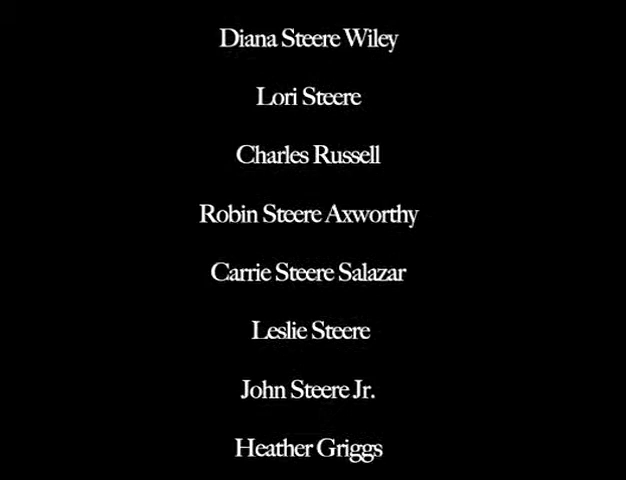 Diana Steere Wiley
Lori Steere
Charles Russell
Robin Steere Axworthy
Carrie Steere Salazar
Leslie Steere
John Steere Jr.
Heather Griggs